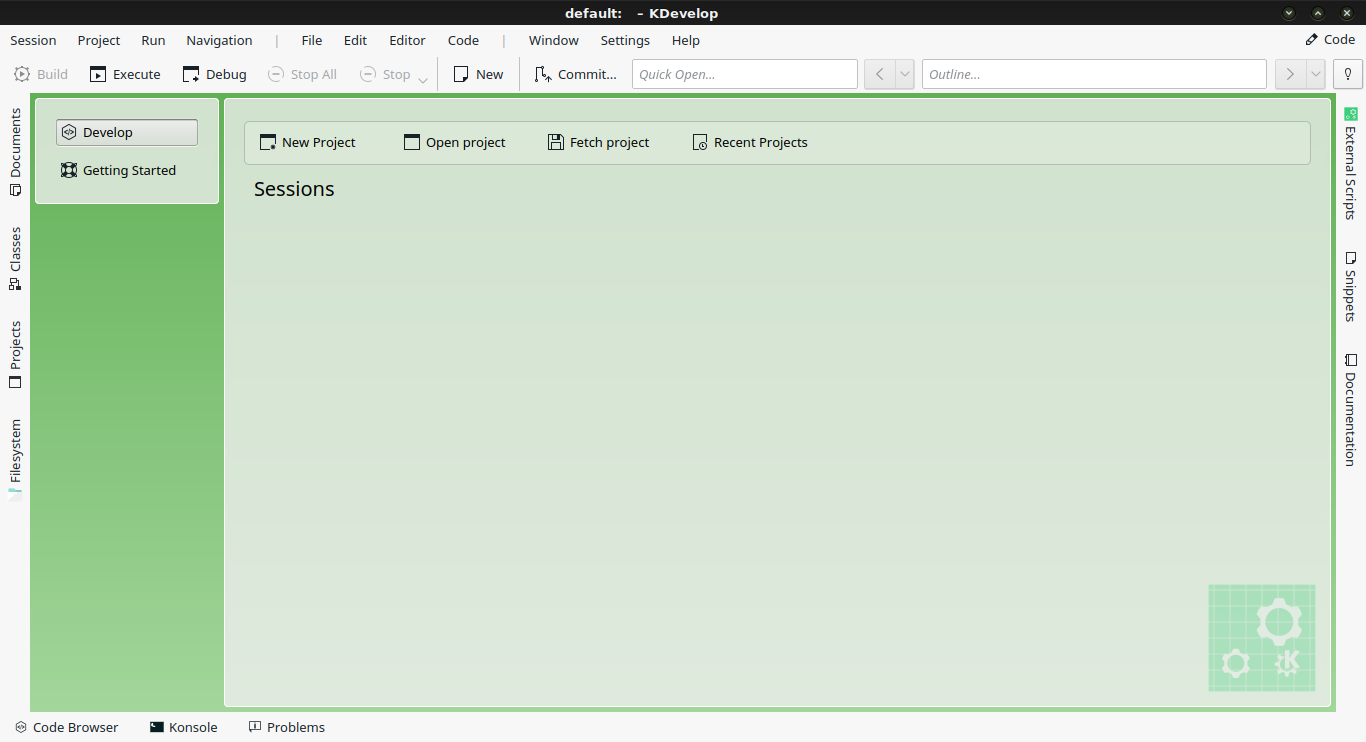 default:   – KDevelop
Session Project Run Navigation | File Edit Editor Code | Window Settings Help Code
Build Execute Debug Stop All Stop New Commit... Quick Open... Outline...
Documents
Classes
Projects
Filesystem
Develop
Getting Started
New Project Open project Fetch project Recent Projects
Sessions
K
External Scripts
Snippets
Documentation
Code Browser Konsole Problems